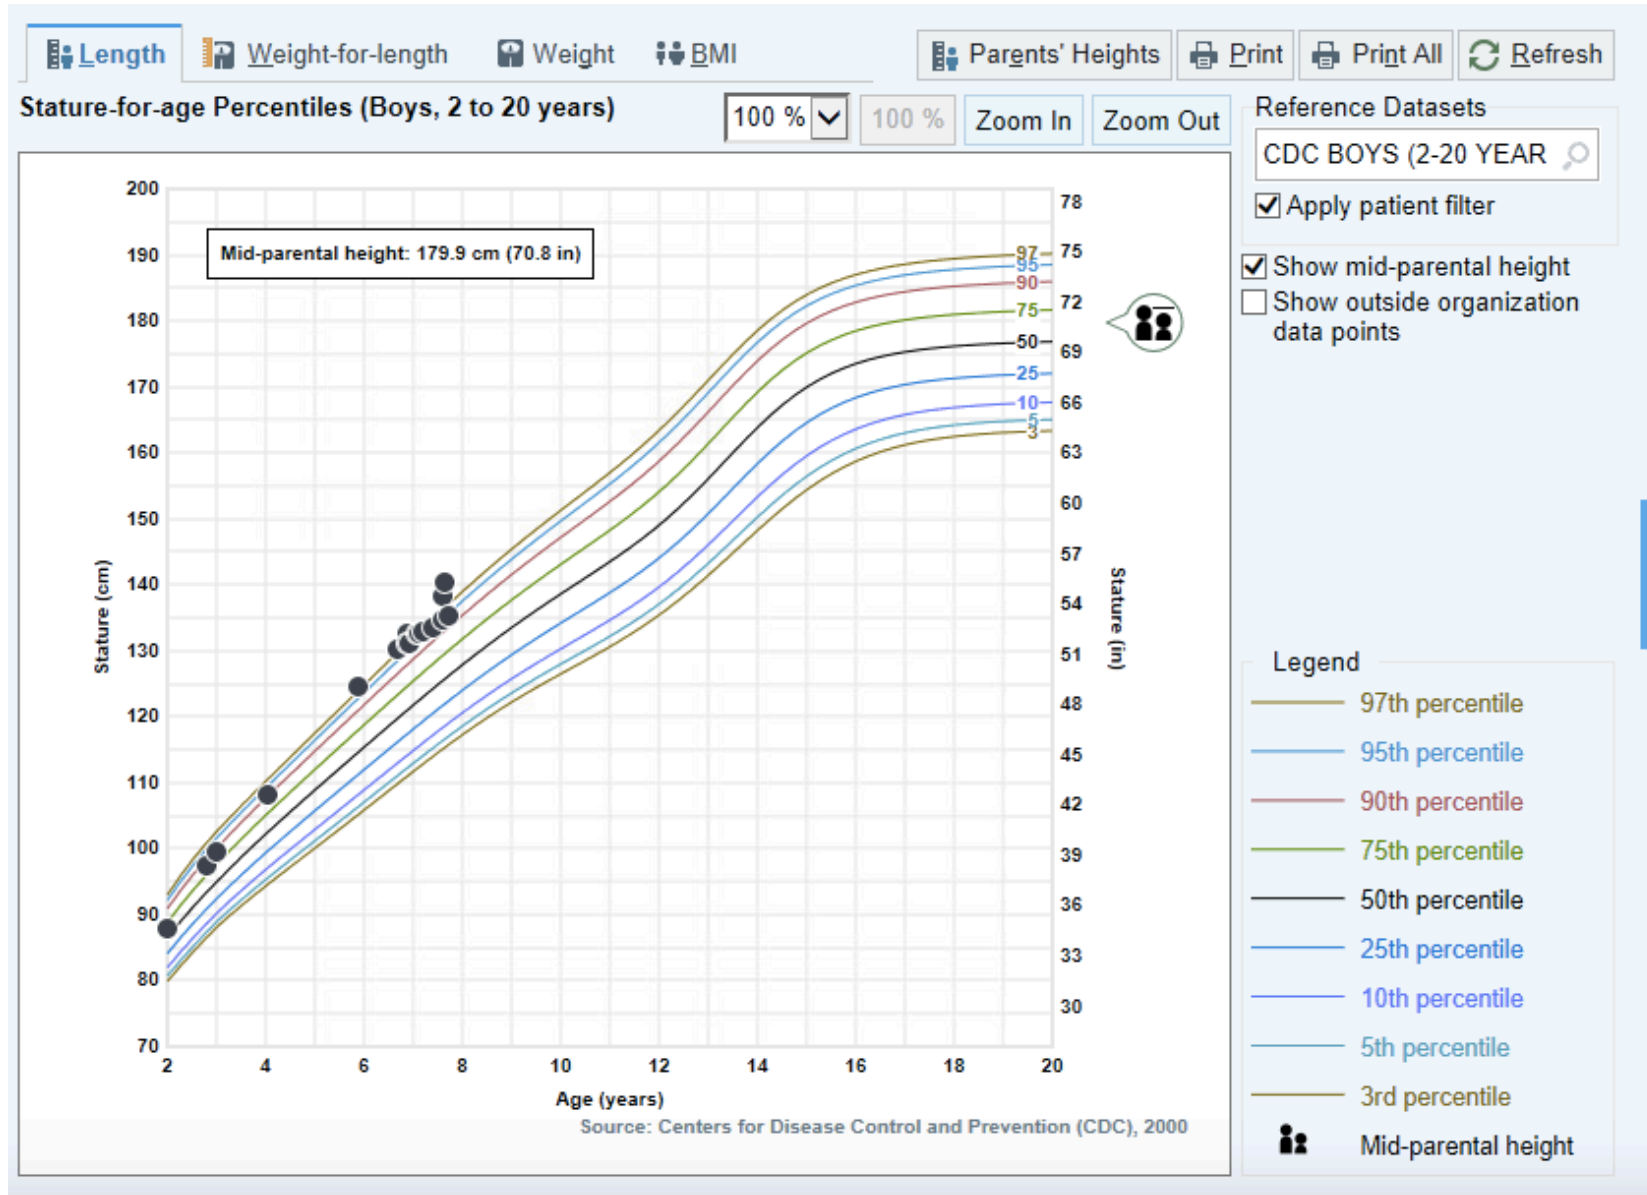 Length Weight-for-length Weight BMI Parents' Heights Print Print All Refresh
Stature-for-age Percentiles (Boys, 2 to 20 years) 100 % 100 % Zoom In Zoom Out
Reference Datasets
CDC BOYS (2-20 YEAR
Apply patient filter
Show mid-parental height
Show outside organization
data points
Mid-parental height: 179.9 cm (70.8 in)
Stature (cm)
200
190
180
170
160
150
140
130
120
110
100
90
80
70
97
95
90
75
50
25
10
5
3
78
75
72
69
66
63
60
57
54
51
48
45
42
39
36
33
30
Stature (in)
2 4 6 8 10 12 14 16 18 20
Age (years)
Source: Centers for Disease Control and Prevention (CDC), 2000
Legend
97th percentile
95th percentile
90th percentile
75th percentile
50th percentile
25th percentile
10th percentile
5th percentile
3rd percentile
Mid-parental height